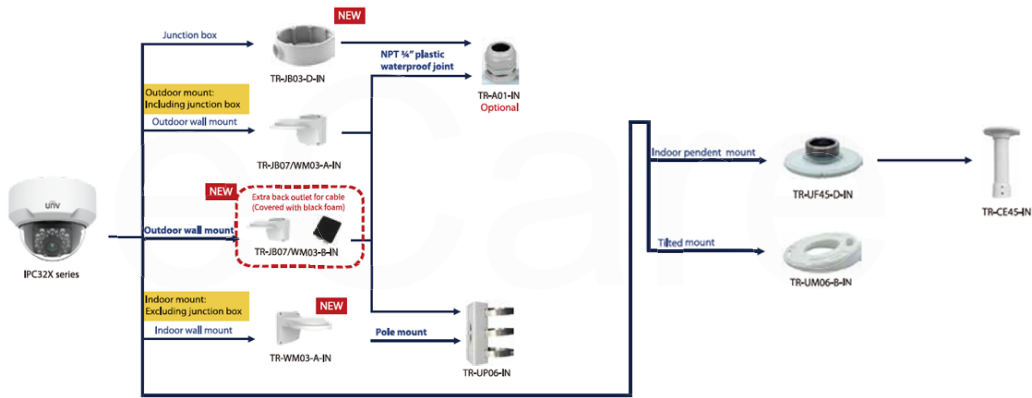 NEW
Junction box
TR-JB03-D-IN
NPT ¾” plastic
waterproof joint
TR-A01-IN
Optional
Outdoor mount:
Including junction box
Outdoor wall mount
TR-JB07/WM03-A-IN
NEW
Extra back outlet for cable
(Covered with black foam)
Outdoor wall mount
TR-JB07/WM03-B-IN
unv
IPC32X series
Indoor mount:
Excluding junction box
NEW
Indoor wall mount
TR-WM03-A-IN
Pole mount
TR-UP06-IN
Indoor pendent mount
TR-UF45-D-IN
TR-CE45-IN
Tilted mount
TR-UM06-B-IN
eCare